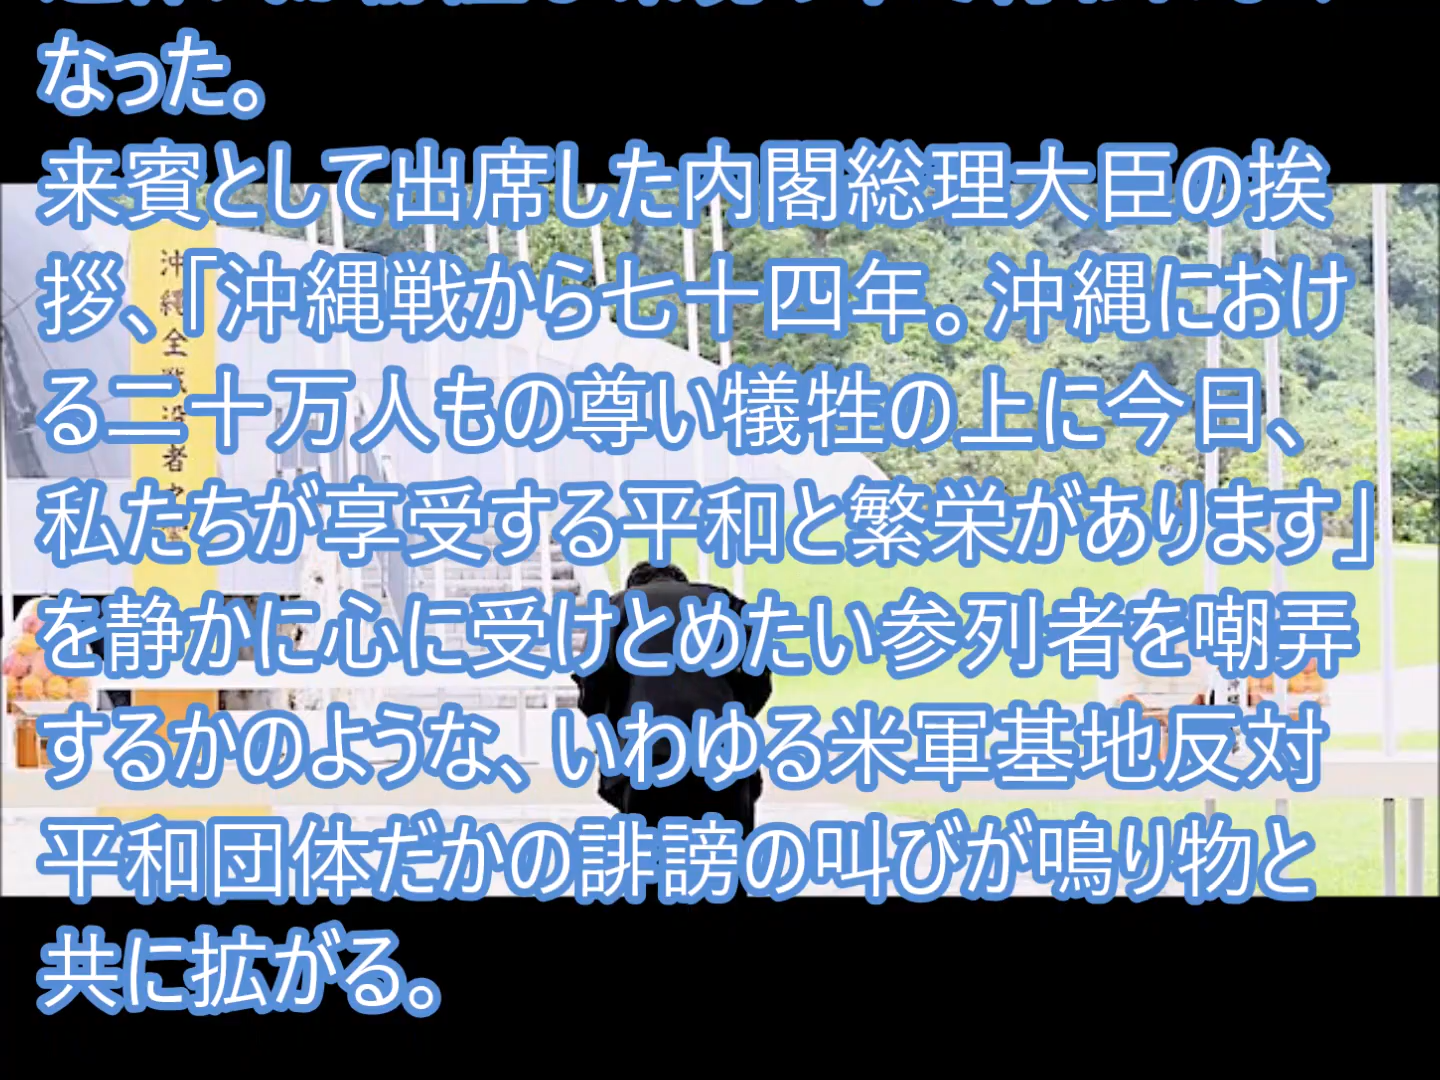 なった。
来賓として出席した内閣総理大臣の挨
拶、「沖縄戦から七十四年。沖縄におけ
る二十万人もの尊い犠牲の上に今日、
私たちが享受する平和と繁栄があります」
を静かに心に受けとめたい参列者を嘲弄
するかのような、いわゆる米軍基地反対
平和団体だかの誹謗の叫びが鳴り物と
共に拡がる。
沖縄全戦没者